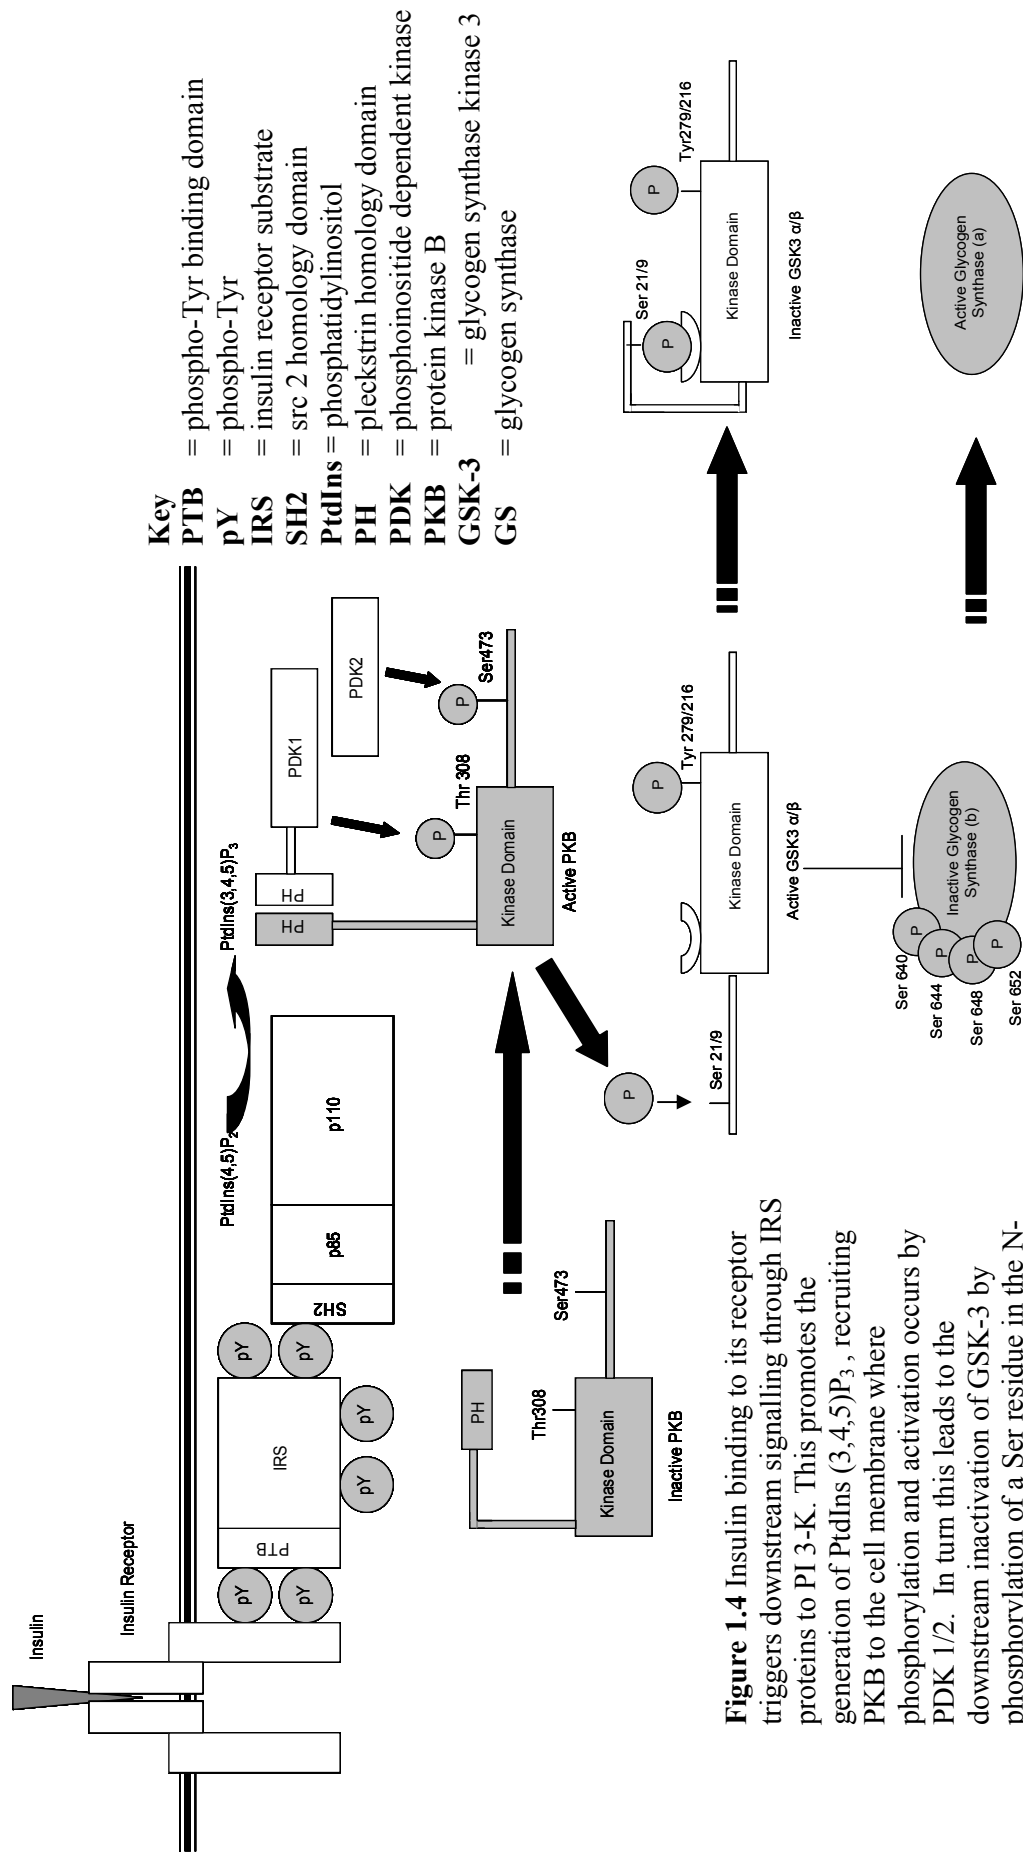 Insulin
Insulin Receptor
PtdIns(4,5)P2
PtdIns(3,4,5)P3
pY
pY
PTB
IRS
pY
pY
pY
pY
SH2
p85
p110
PH
PH
PDK1
PDK2
P
Thr 308
P
Ser473
Kinase Domain
Active PKB
PH
Thr308
Ser473
Kinase Domain
Inactive PKB
P
Ser 21/9
P
Tyr 279/216
Kinase Domain
Active GSK3 α/β
Ser 21/9
P
P
Tyr279/216
Kinase Domain
Inactive GSK3 α/β
Ser 640
Ser 644
Ser 648
Ser 652
P
P
P
P
Inactive Glycogen
Synthase (b)
Active Glycogen
Synthase (a)
Key
PTB = phospho-Tyr binding domain
pY = phospho-Tyr
IRS = insulin receptor substrate
SH2 = src 2 homology domain
PtdIns = phosphatidylinositol
PH = pleckstrin homology domain
PDK = phosphoinositide dependent kinase
PKB = protein kinase B
GSK-3 = glycogen synthase kinase 3
GS = glycogen synthase
Figure 1.4 Insulin binding to its receptor
triggers downstream signalling through IRS
proteins to PI 3-K. This promotes the
generation of PtdIns (3,4,5)P3 , recruiting
PKB to the cell membrane where
phosphorylation and activation occurs by
PDK 1/2. In turn this leads to the
downstream inactivation of GSK-3 by
phosphorylation of a Ser residue in the N-